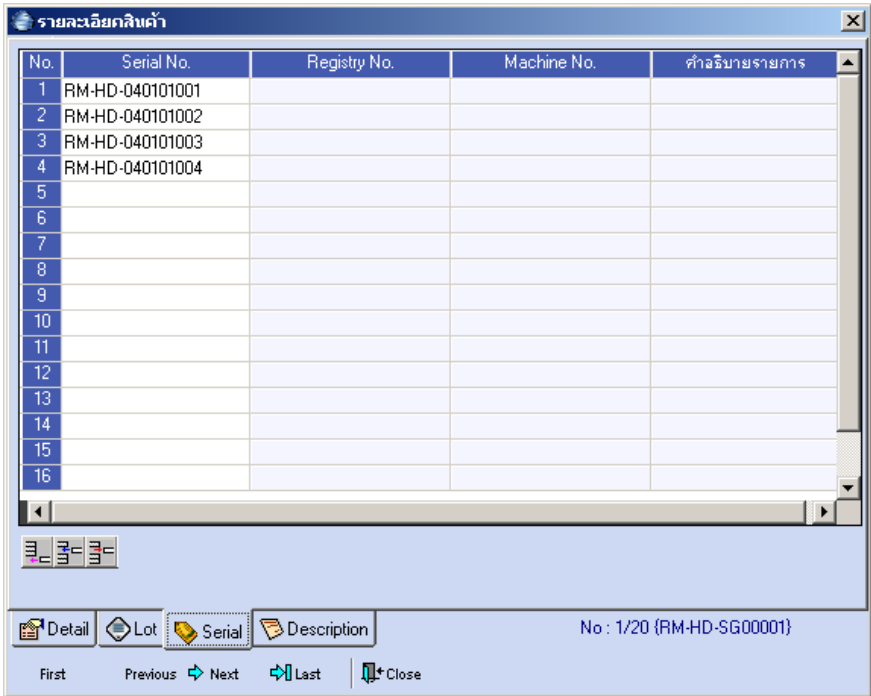 รายละเอียดสินค้า
No. Serial No. Registry No. Machine No. คำอธิบายรายการ
1 RM-HD-040101001
2 RM-HD-040101002
3 RM-HD-040101003
4 RM-HD-040101004
5
6
7
8
9
10
11
12
13
14
15
16
Detail Lot Serial Description No : 1/20 {RM-HD-SG00001}
First Previous Next Last Close